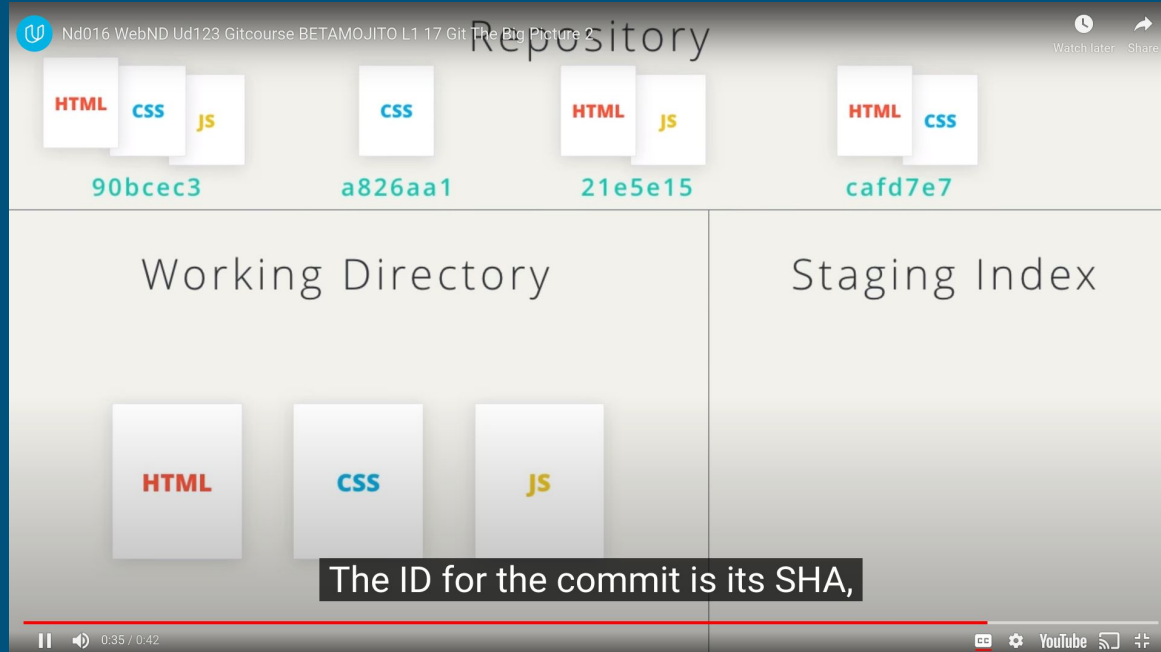 Nd016 WebND Ud123 Gitcourse BETAMOJITO L1 17 Git The Big Picture 2
Repository
Watch later Share
HTML CSS JS CSS HTML JS HTML CSS
90bcec3 a826aa1 21e5e15 cafd7e7
Working Directory Staging Index
HTML CSS JS
The ID for the commit is its SHA,
0:35 / 0:42 CC YouTube